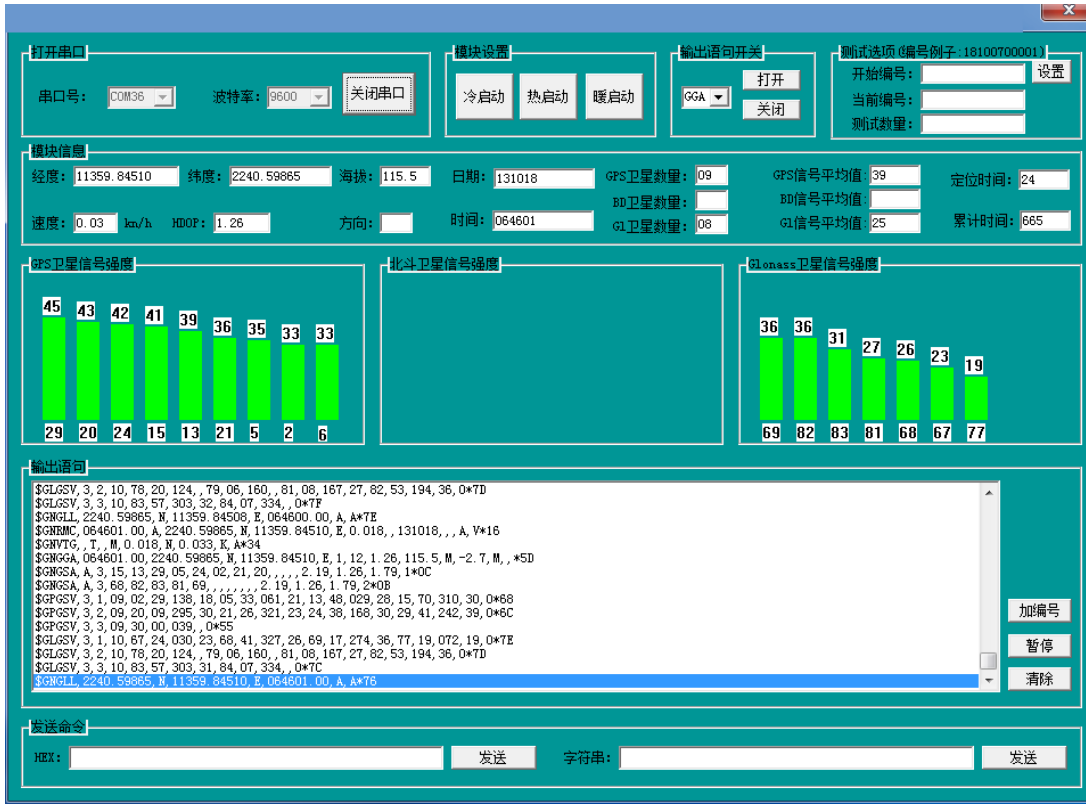 打开串口
串口号: COM36 波特率: 9600 关闭串口
模块设置
冷启动 热启动 暖启动
输出语句开关
GGA 打开
关闭
测试选项(编号例子:18100700001)
开始编号: 设置
当前编号:
测试数量:
模块信息
经度: 11359.84510 纬度: 2240.59865 海拔: 115.5 日期: 131018 GPS卫星数量: 09 GPS信号平均值: 39 定位时间: 24
BD卫星数量: BD信号平均值:
速度: 0.03 km/h HDOP: 1.26 方向: 时间: 064601 Gl卫星数量: 08 Gl信号平均值: 25 累计时间: 665
GPS卫星信号强度
45 43 42 41 39 36 35 33 33
29 20 24 15 13 21 5 2 6
北斗卫星信号强度
Glonass卫星信号强度
36 36 31 27 26 23 19
69 82 83 81 68 67 77
输出语句
$GLGSV,3,2,10,78,20,124,,79,06,160,,81,08,167,27,82,53,194,36,0*7D
$GLGSV,3,3,10,83,57,303,32,84,07,334,,0*7F
$GNGLL,2240.59865,N,11359.84508,E,064600.00,A,A*7E
$GNRMC,064601.00,A,2240.59865,N,11359.84510,E,0.018,,131018,,,A,V*16
$GNVTG,,T,,M,0.018,N,0.033,K,A*34
$GNGGA,064601.00,2240.59865,N,11359.84510,E,1,12,1.26,115.5,M,-2.7,M,,*5D
$GNGSA,A,3,15,13,29,05,24,02,21,20,,,,,2.19,1.26,1.79,1*0C
$GNGSA,A,3,68,82,83,81,69,,,,,,,,2.19,1.26,1.79,2*0B
$GPGSV,3,1,09,02,29,138,18,05,33,061,21,13,48,029,28,15,70,310,30,0*68
$GPGSV,3,2,09,20,09,295,30,21,26,321,23,24,38,168,30,29,41,242,39,0*6C
$GPGSV,3,3,09,30,00,039,,0*55
$GLGSV,3,1,10,67,24,030,23,68,41,327,26,69,17,274,36,77,19,072,19,0*7E
$GLGSV,3,2,10,78,20,124,,79,06,160,,81,08,167,27,82,53,194,36,0*7D
$GLGSV,3,3,10,83,57,303,31,84,07,334,,0*7C
$GNGLL,2240.59865,N,11359.84510,E,064601.00,A,A*76
加编号
暂停
清除
发送命令
HEX: 发送 字符串: 发送